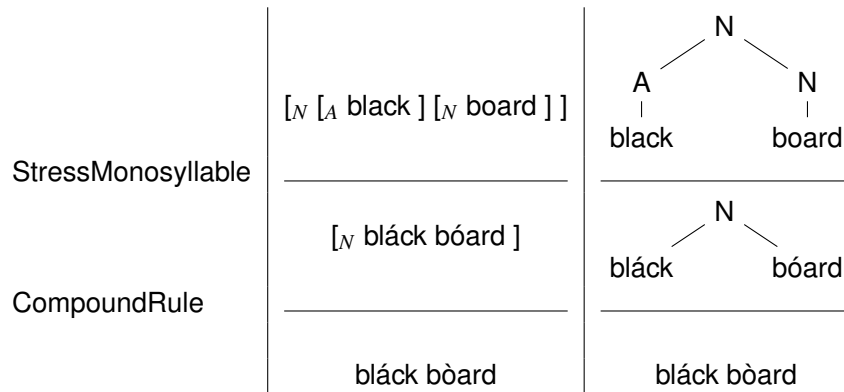 N
A N
[N [A black ] [N board ] ]
black board
StressMonosyllable
N
[N bláck bóard ]
bláck bóard
CompoundRule
bláck bòard bláck bòard